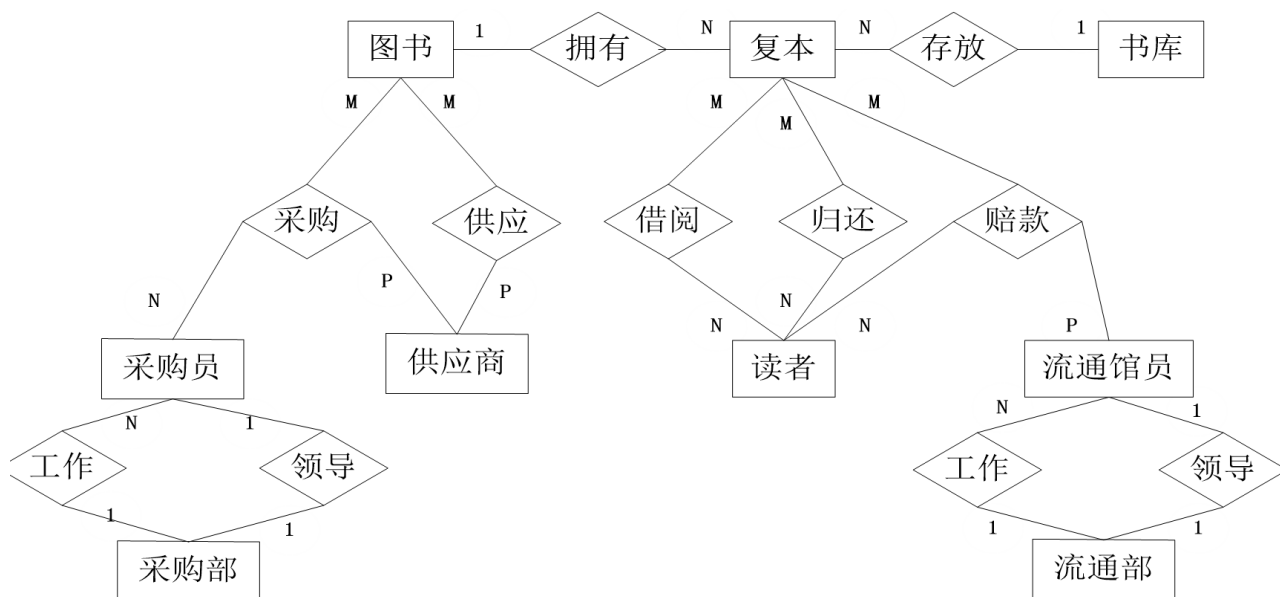 图书 1 拥有 N 复本 N 存放 1 书库
M M M M M
采购 供应 借阅 归还 赔款
N P P N N N P
采购员 供应商 读者 流通馆员
N 1 N 1
工作 领导 工作 领导
1 1 1 1
采购部 流通部